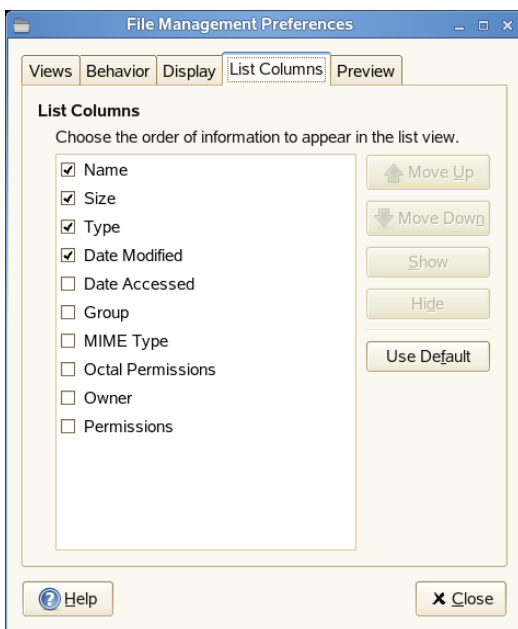 File Management Preferences
Views Behavior Display List Columns Preview
List Columns
Choose the order of information to appear in the list view.
Name
Size
Type
Date Modified
Date Accessed
Group
MIME Type
Octal Permissions
Owner
Permissions
Move Up
Move Down
Show
Hide
Use Default
Help
Close